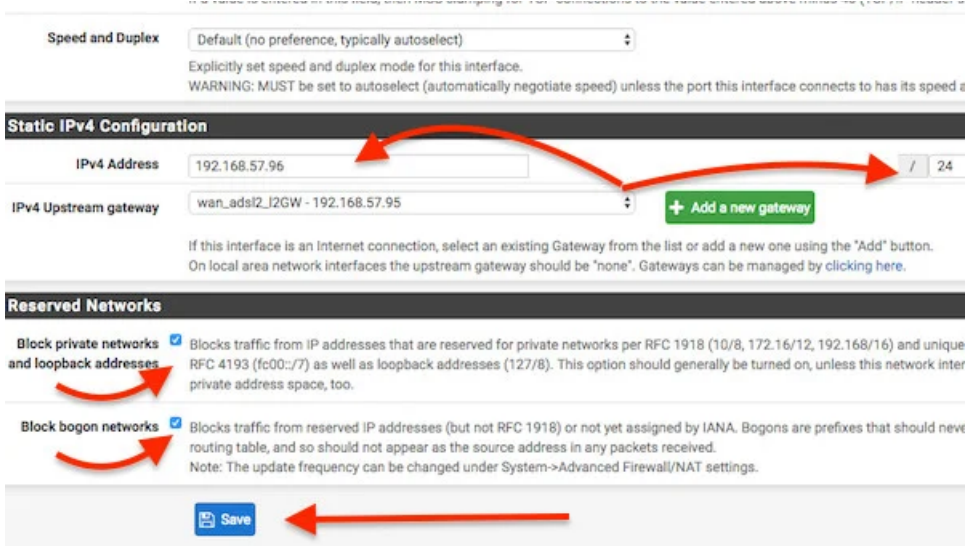 Speed and Duplex
Default (no preference, typically autoselect)
Explicitly set speed and duplex mode for this interface.
WARNING: MUST be set to autoselect (automatically negotiate speed) unless the port this interface connects to has its speed a
Static IPv4 Configuration
IPv4 Address
192.168.57.96
/ 24
IPv4 Upstream gateway
wan_adsl2_l2GW - 192.168.57.95
Add a new gateway
If this interface is an Internet connection, select an existing Gateway from the list or add a new one using the "Add" button.
On local area network interfaces the upstream gateway should be "none". Gateways can be managed by clicking here.
Reserved Networks
Block private networks
and loopback addresses
Blocks traffic from IP addresses that are reserved for private networks per RFC 1918 (10/8, 172.16/12, 192.168/16) and unique
RFC 4193 (fc00::/7) as well as loopback addresses (127/8). This option should generally be turned on, unless this network inter
private address space, too.
Block bogon networks
Blocks traffic from reserved IP addresses (but not RFC 1918) or not yet assigned by IANA. Bogons are prefixes that should neve
routing table, and so should not appear as the source address in any packets received.
Note: The update frequency can be changed under System->Advanced Firewall/NAT settings.
Save